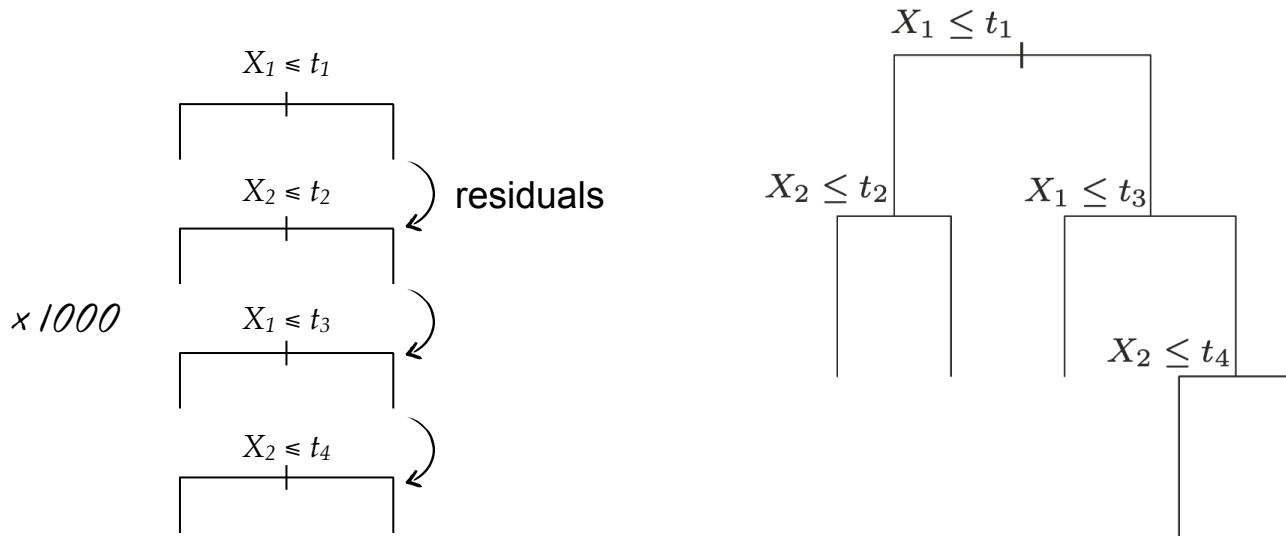 X₁ ≤ t₁
X₂ ≤ t₂
residuals
×1000
X₁ ≤ t₃
X₂ ≤ t₄
X₁ ≤ t₁
X₂ ≤ t₂
X₁ ≤ t₃
X₂ ≤ t₄